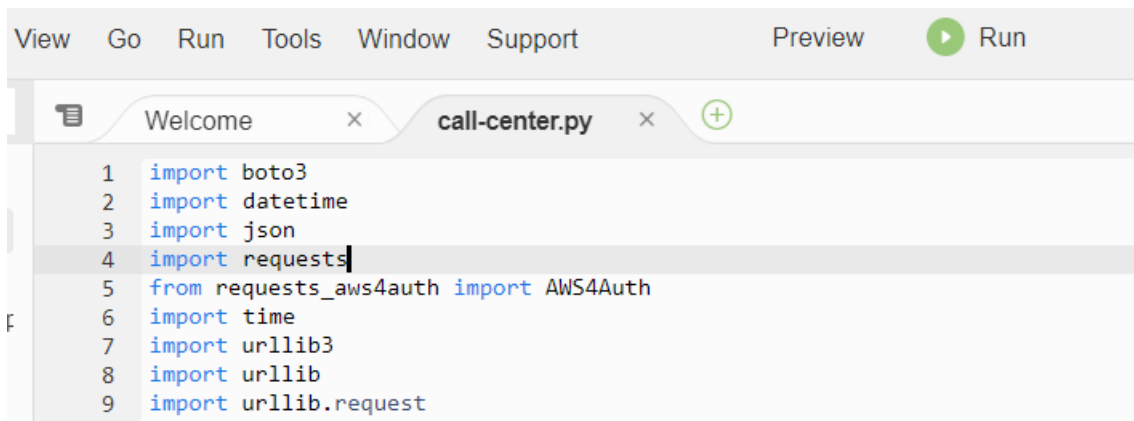 View Go Run Tools Window Support Preview Run
Welcome × call-center.py ×
1 import boto3
2 import datetime
3 import json
4 import requests
5 from requests_aws4auth import AWS4Auth
6 import time
7 import urllib3
8 import urllib
9 import urllib.request